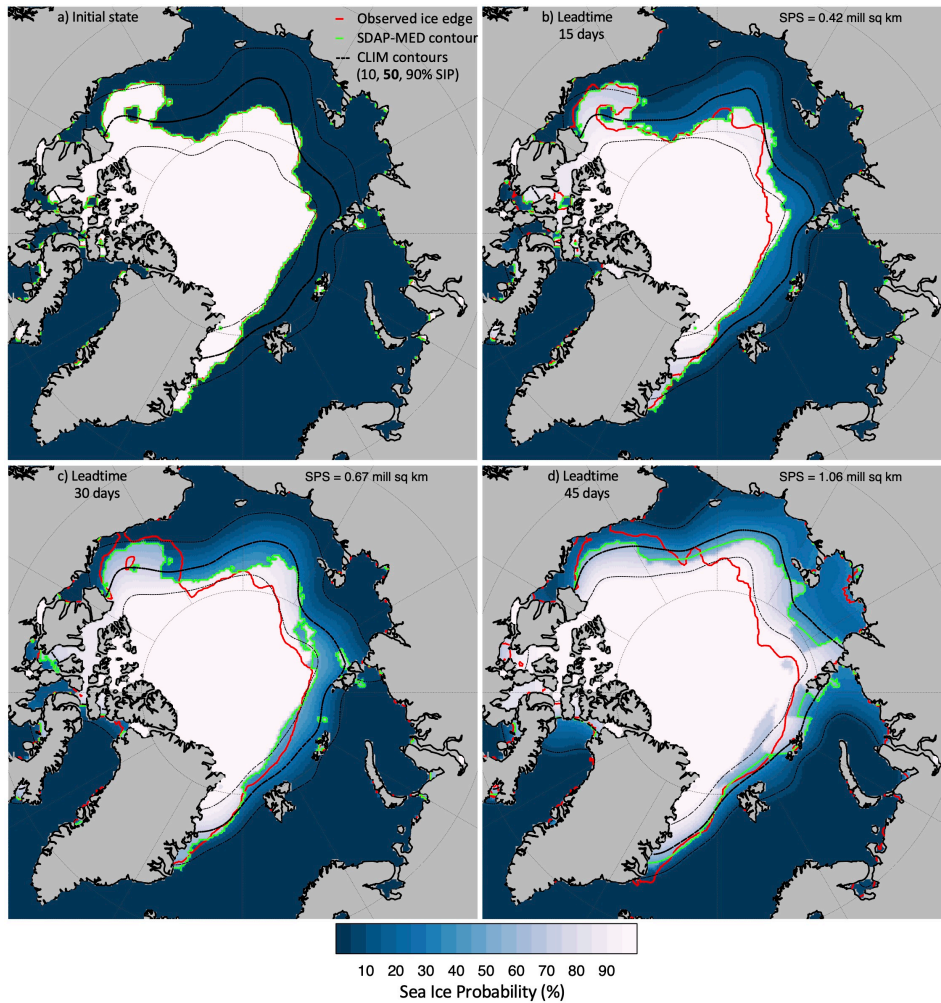 a) Initial state
Observed ice edge
SDAP-MED contour
CLIM contours
(10, 50, 90% SIP)
b) Leadtime
15 days
SPS = 0.42 mill sq km
c) Leadtime
30 days
SPS = 0.67 mill sq km
d) Leadtime
45 days
SPS = 1.06 mill sq km
10 20 30 40 50 60 70 80 90
Sea Ice Probability (%)